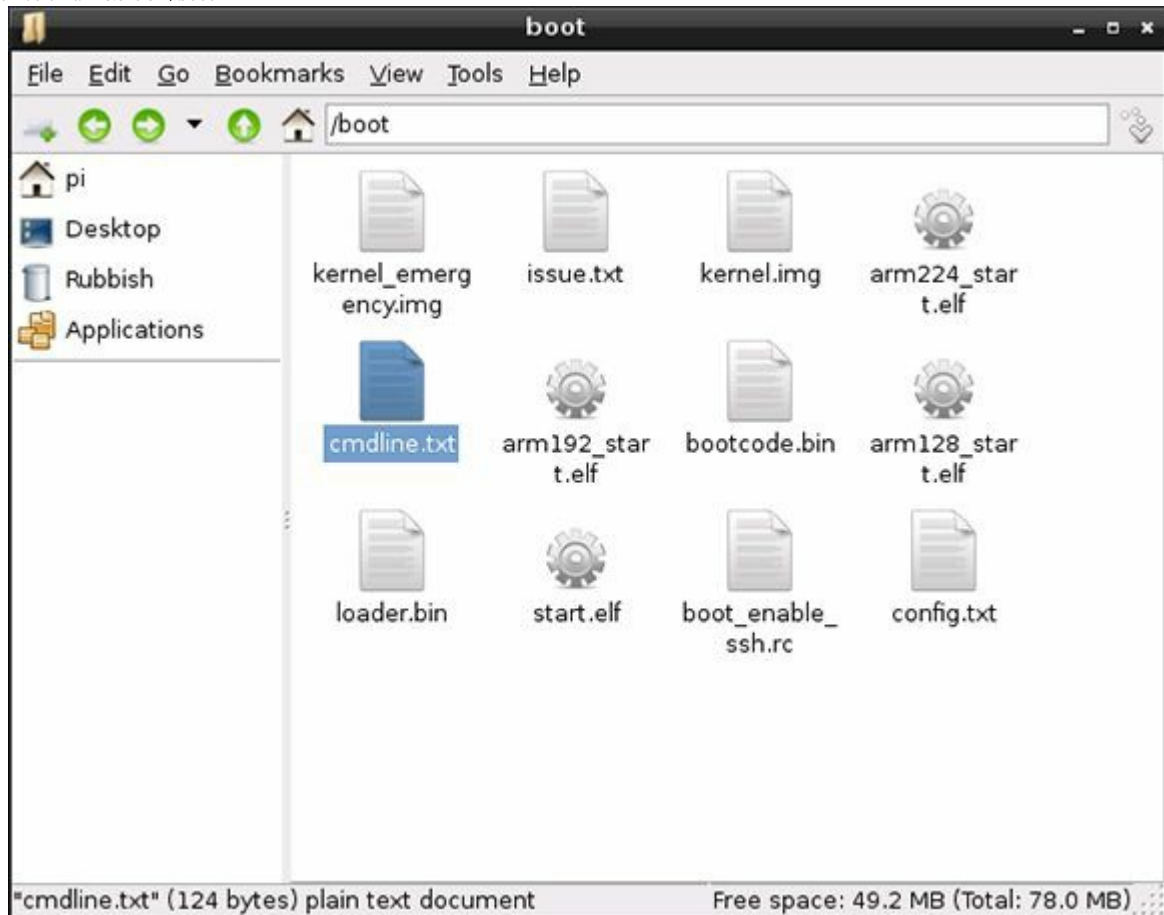 boot
File Edit Go Bookmarks View Tools Help
/boot
pi
Desktop
Rubbish
Applications
kernel_emerg
ency.img
issue.txt
kernel.img
arm224_star
t.elf
cmdline.txt
arm192_star
t.elf
bootcode.bin
arm128_star
t.elf
loader.bin
start.elf
boot_enable_
ssh.rc
config.txt
"cmdline.txt" (124 bytes) plain text document
Free space: 49.2 MB (Total: 78.0 MB)